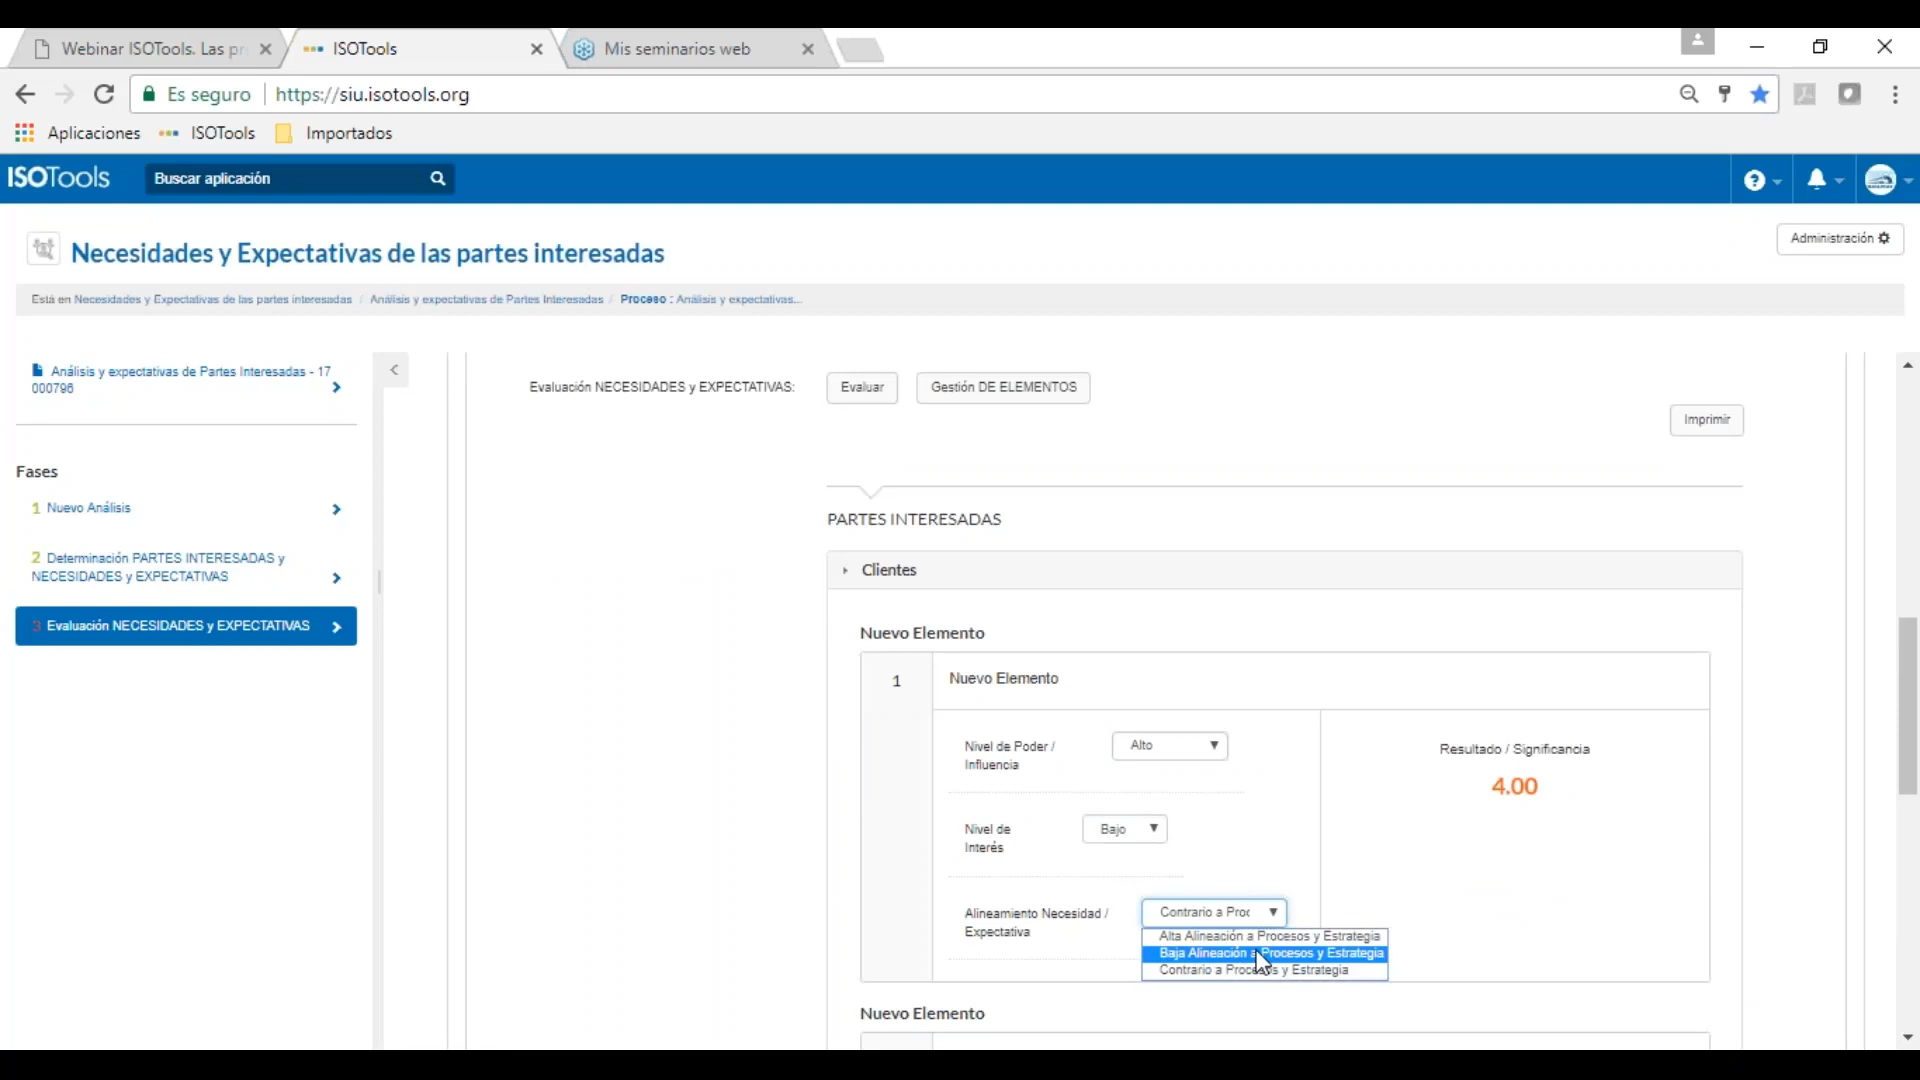 Webinar ISOTools. Las pr
ISOTools
Mis seminarios web
Es seguro
https://siu.isotools.org
Aplicaciones
ISOTools
Importados
ISOTools
Buscar aplicación
Necesidades y Expectativas de las partes interesadas
Administración
Está en Necesidades y Expectativas de las partes interesadas / Análisis y expectativas de Partes Interesadas / Proceso : Análisis y expectativas...
Análisis y expectativas de Partes Interesadas - 17
000796
Fases
1 Nuevo Análisis
2 Determinación PARTES INTERESADAS y
NECESIDADES y EXPECTATIVAS
3 Evaluación NECESIDADES y EXPECTATIVAS
Evaluación NECESIDADES y EXPECTATIVAS:
Evaluar
Gestión DE ELEMENTOS
Imprimir
PARTES INTERESADAS
Clientes
Nuevo Elemento
1
Nuevo Elemento
Nivel de Poder /
Influencia
Alto
Resultado / Significancia
4.00
Nivel de
Interés
Bajo
Alineamiento Necesidad /
Expectativa
Contrario a Proc
Alta Alineación a Procesos y Estrategia
Baja Alineación a Procesos y Estrategia
Contrario a Procesos y Estrategia
Nuevo Elemento